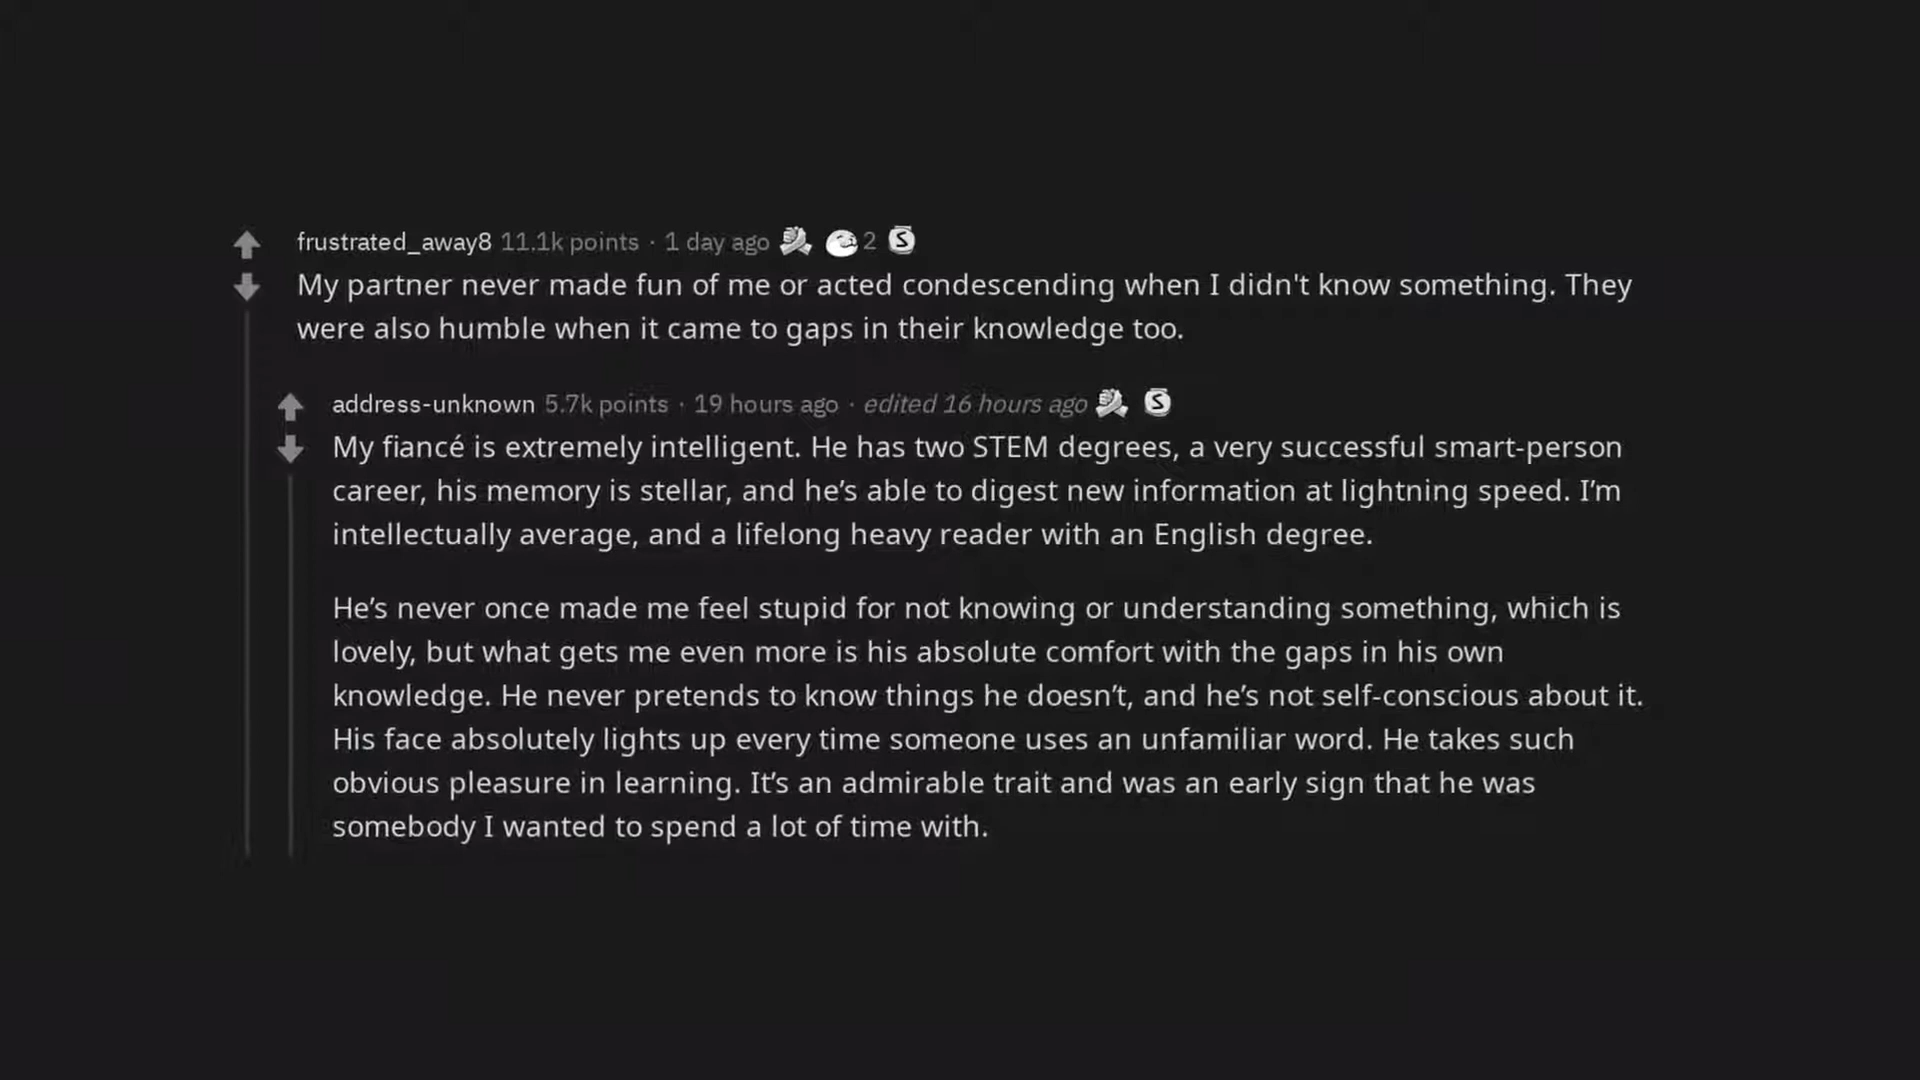 frustrated_away8 11.1k points · 1 day ago 2 S
My partner never made fun of me or acted condescending when I didn't know something. They
were also humble when it came to gaps in their knowledge too.
address-unknown 5.7k points · 19 hours ago · edited 16 hours ago S
My fiancé is extremely intelligent. He has two STEM degrees, a very successful smart-person
career, his memory is stellar, and he’s able to digest new information at lightning speed. I’m
intellectually average, and a lifelong heavy reader with an English degree.
He’s never once made me feel stupid for not knowing or understanding something, which is
lovely, but what gets me even more is his absolute comfort with the gaps in his own
knowledge. He never pretends to know things he doesn’t, and he’s not self-conscious about it.
His face absolutely lights up every time someone uses an unfamiliar word. He takes such
obvious pleasure in learning. It’s an admirable trait and was an early sign that he was
somebody I wanted to spend a lot of time with.